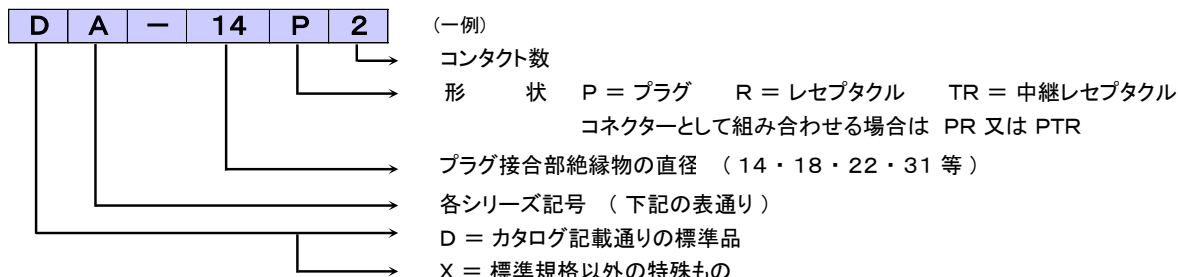 D A － 14 P 2 (一例)
コンタクト数
形 状 P = プラグ R = レセプタクル TR = 中継レセプタクル
コネクターとして組み合わせる場合は PR 又は PTR
プラグ接合部絶縁物の直径 ( 14・18・22・31 等 )
各シリーズ記号 ( 下記の表通り )
D = カタログ記載通りの標準品
X = 標準規格以外の特殊もの